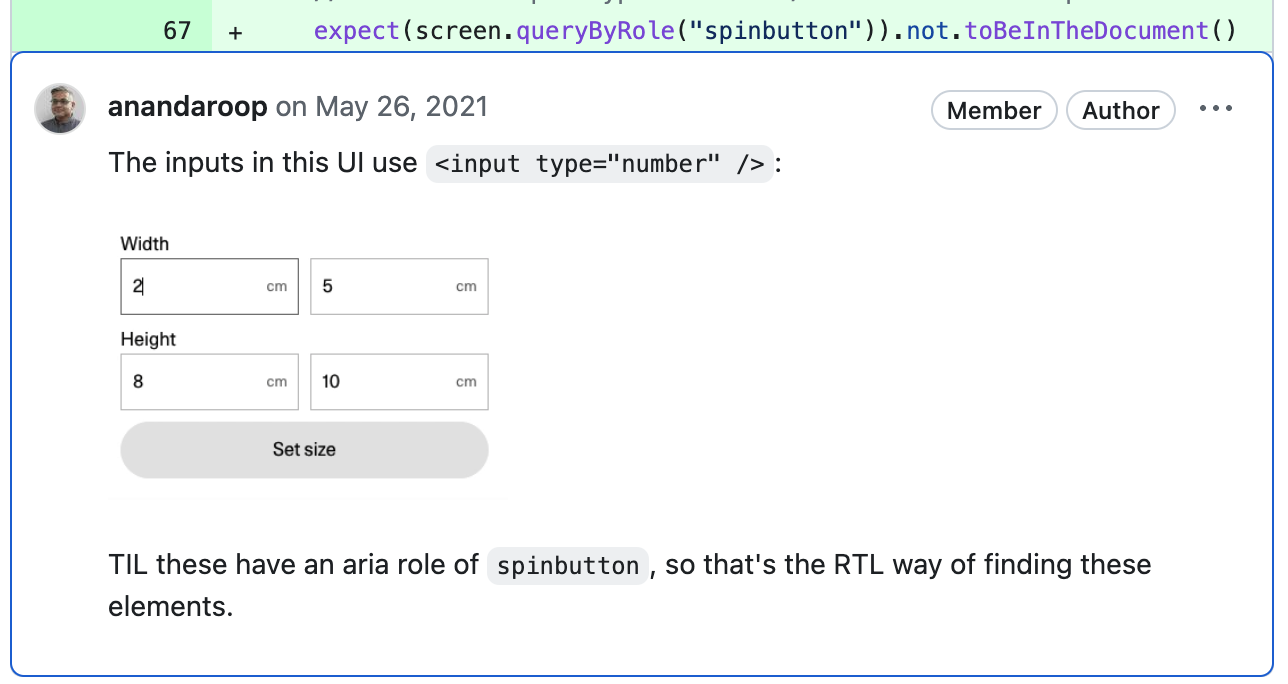 67 + expect(screen.queryByRole("spinbutton")).not.toBeInTheDocument()
anandaroop on May 26, 2021 Member Author ...
The inputs in this UI use <input type="number" />:
Width
2 cm 5 cm
Height
8 cm 10 cm
Set size
TIL these have an aria role of spinbutton, so that's the RTL way of finding these
elements.